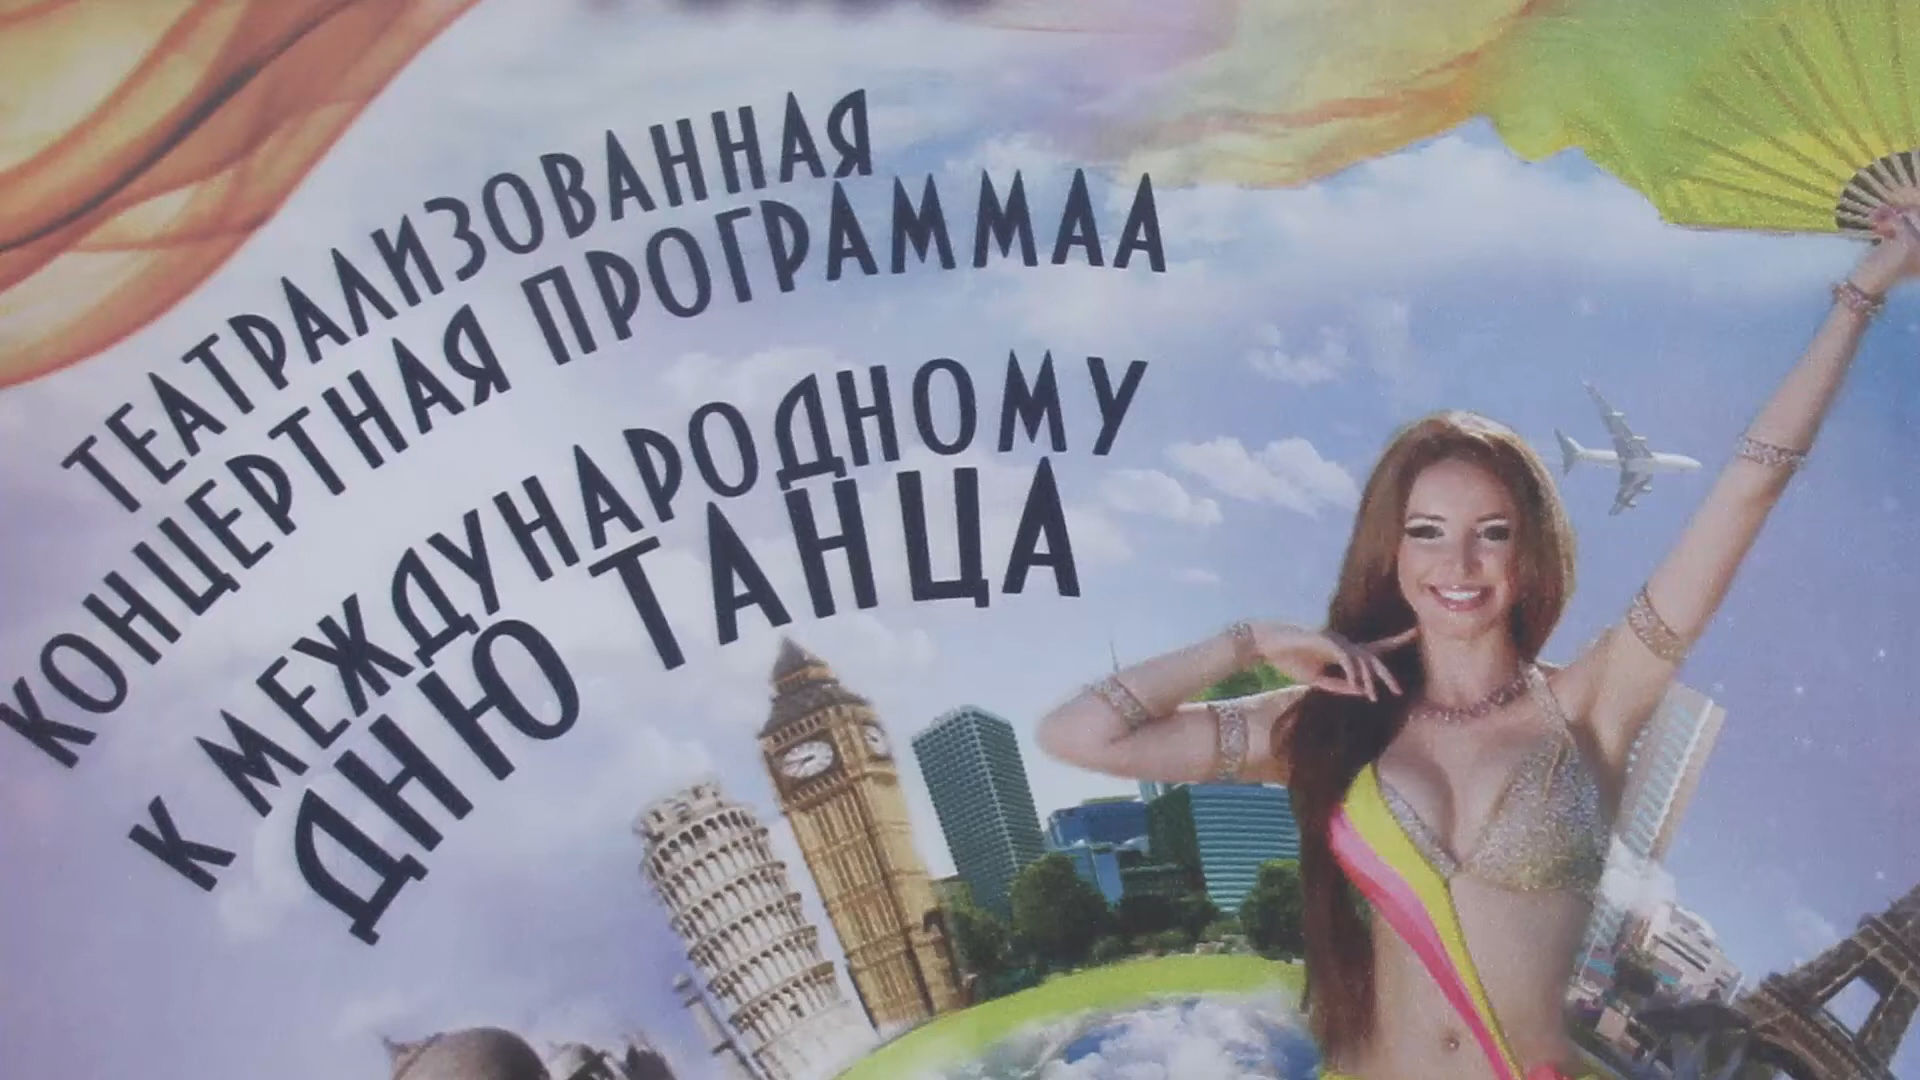 ТЕАТРАЛИЗОВАННАЯ
КОНЦЕРТНАЯ ПРОГРАММАА
К МЕЖДУНАРОДНОМУ
ДНЮ ТАНЦА